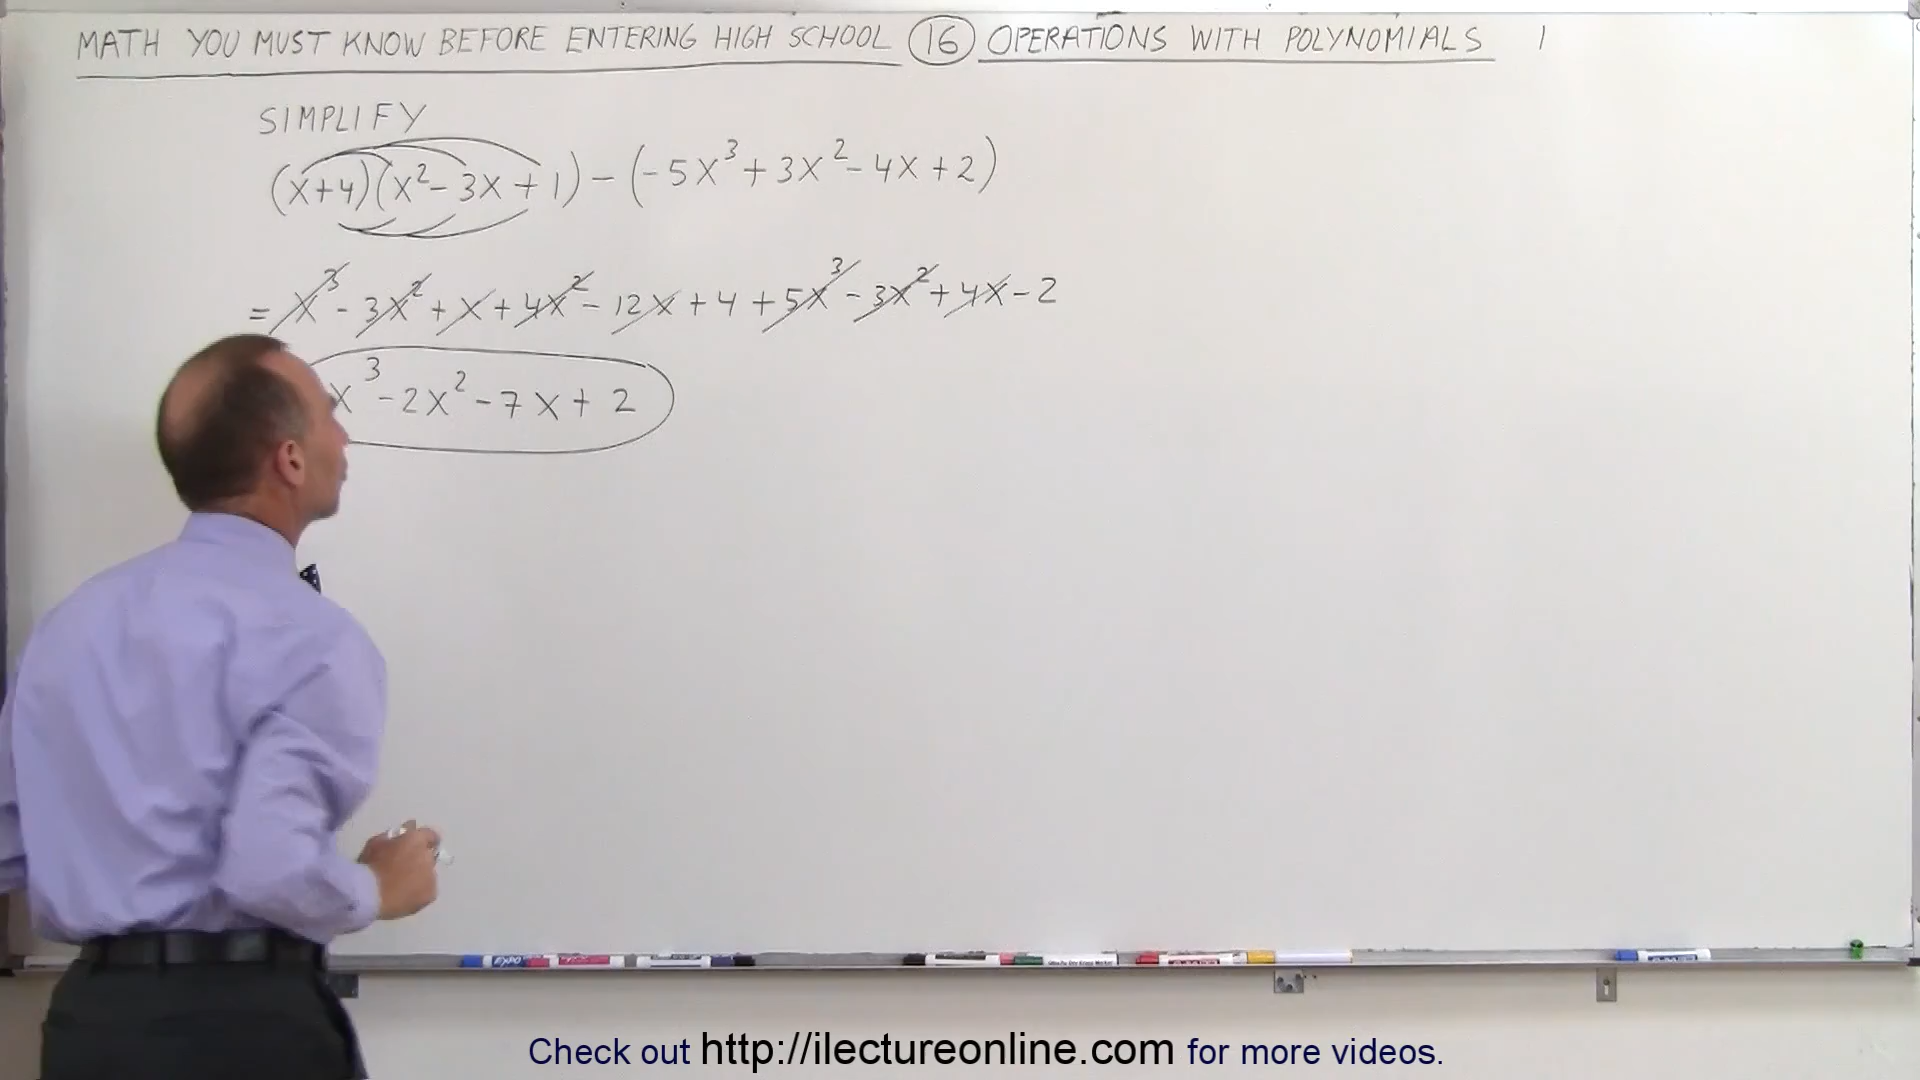 MATH YOU MUST KNOW BEFORE ENTERING HIGH SCHOOL 16 OPERATIONS WITH POLYNOMIALS 1
SIMPLIFY
(x+4)(x²-3x+1)-(-5x³+3x²-4x+2)
=x³-3x²+x+4x²-12x+4+5x³-3x²+4x-2
x³-2x²-7x+2
EXPO
Check out http://ilectureonline.com for more videos.